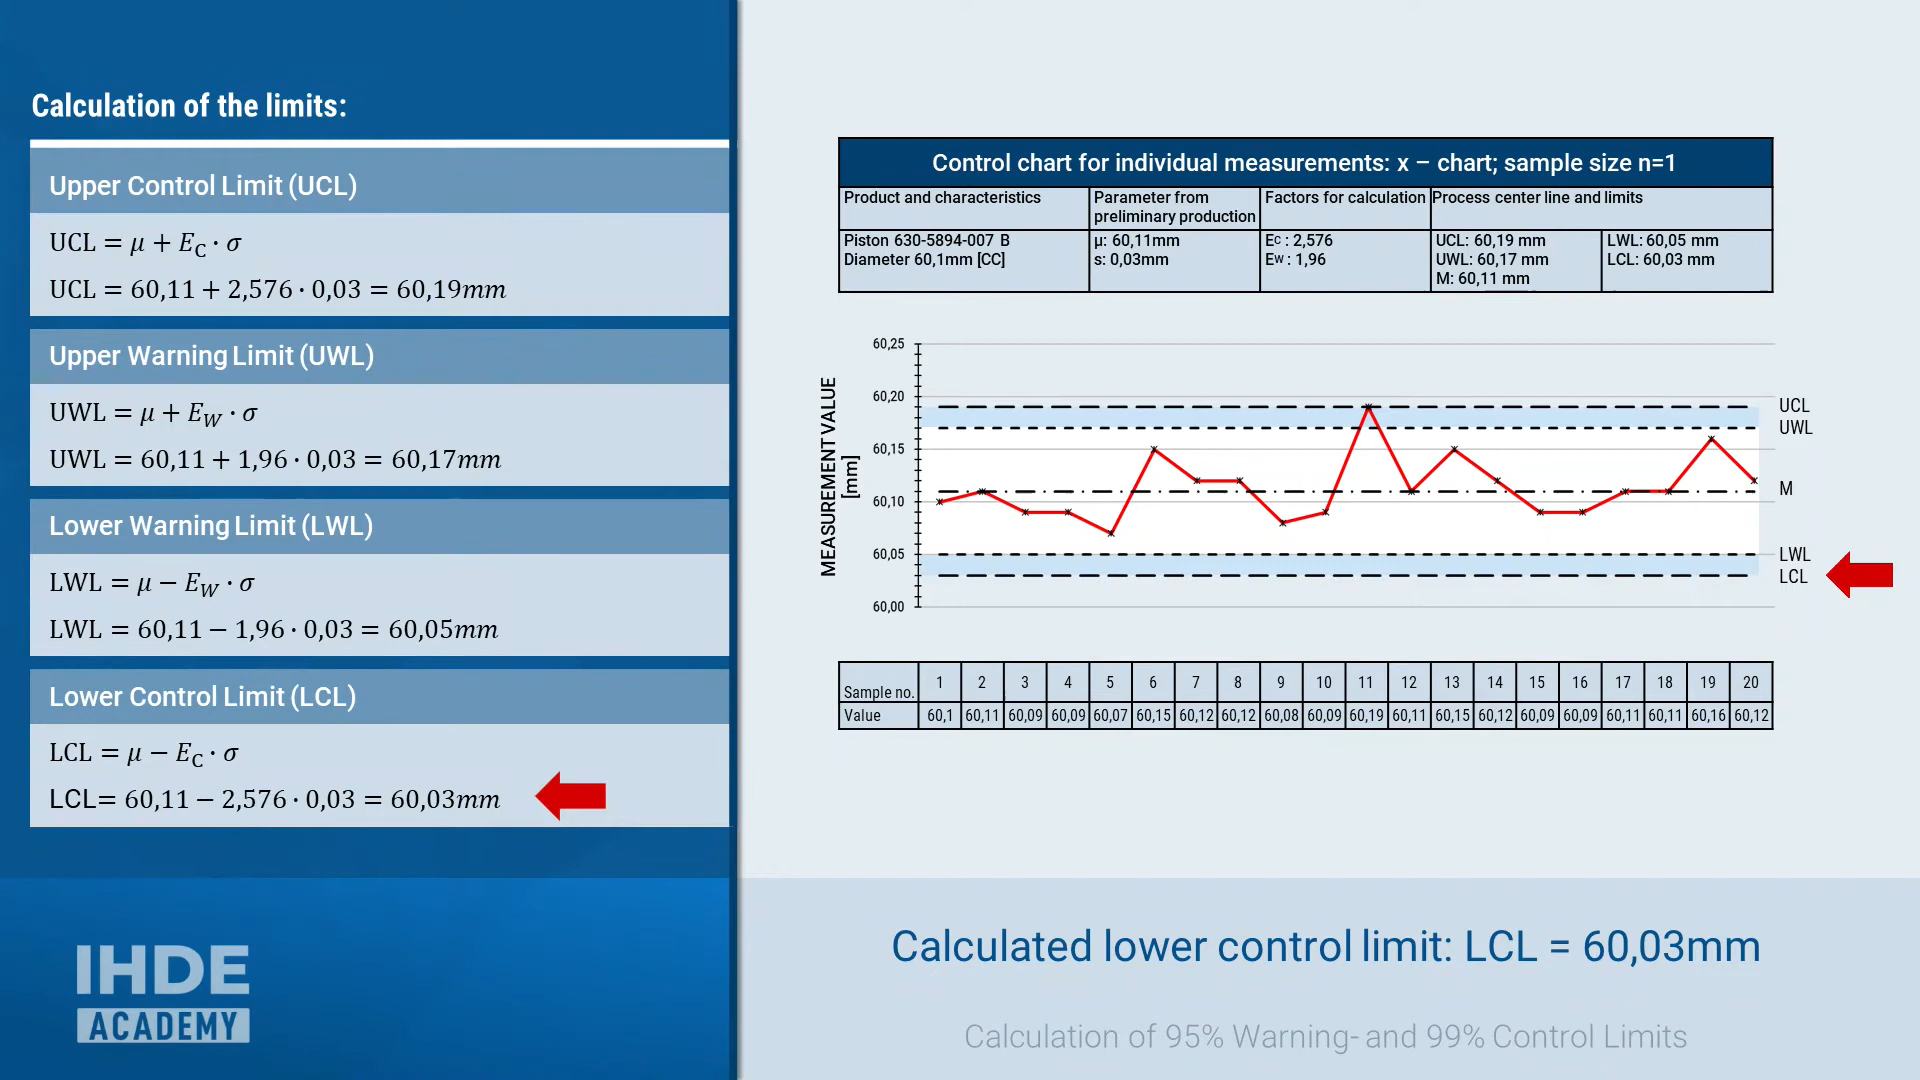 Calculation of the limits:
Upper Control Limit (UCL)
UCL = μ + E_C · σ
UCL = 60,11 + 2,576 · 0,03 = 60,19mm
Upper Warning Limit (UWL)
UWL = μ + E_W · σ
UWL = 60,11 + 1,96 · 0,03 = 60,17mm
Lower Warning Limit (LWL)
LWL = μ − E_W · σ
LWL = 60,11 − 1,96 · 0,03 = 60,05mm
Lower Control Limit (LCL)
LCL = μ − E_C · σ
LCL= 60,11 − 2,576 · 0,03 = 60,03mm
IHDE
ACADEMY
Control chart for individual measurements: x – chart; sample size n=1
Product and characteristics
Parameter from
preliminary production
Factors for calculation
Process center line and limits
Piston 630-5894-007 B
Diameter 60,1mm [CC]
μ: 60,11mm
s: 0,03mm
EC : 2,576
EW : 1,96
UCL: 60,19 mm
UWL: 60,17 mm
M: 60,11 mm
LWL: 60,05 mm
LCL: 60,03 mm
MEASUREMENT VALUE
[mm]
60,25
60,20
60,15
60,10
60,05
60,00
UCL
UWL
M
LWL
LCL
Sample no. 1 2 3 4 5 6 7 8 9 10 11 12 13 14 15 16 17 18 19 20
Value 60,1 60,11 60,09 60,09 60,07 60,15 60,12 60,12 60,08 60,09 60,19 60,11 60,15 60,12 60,09 60,09 60,11 60,11 60,16 60,12
Calculated lower control limit: LCL = 60,03mm
Calculation of 95% Warning- and 99% Control Limits